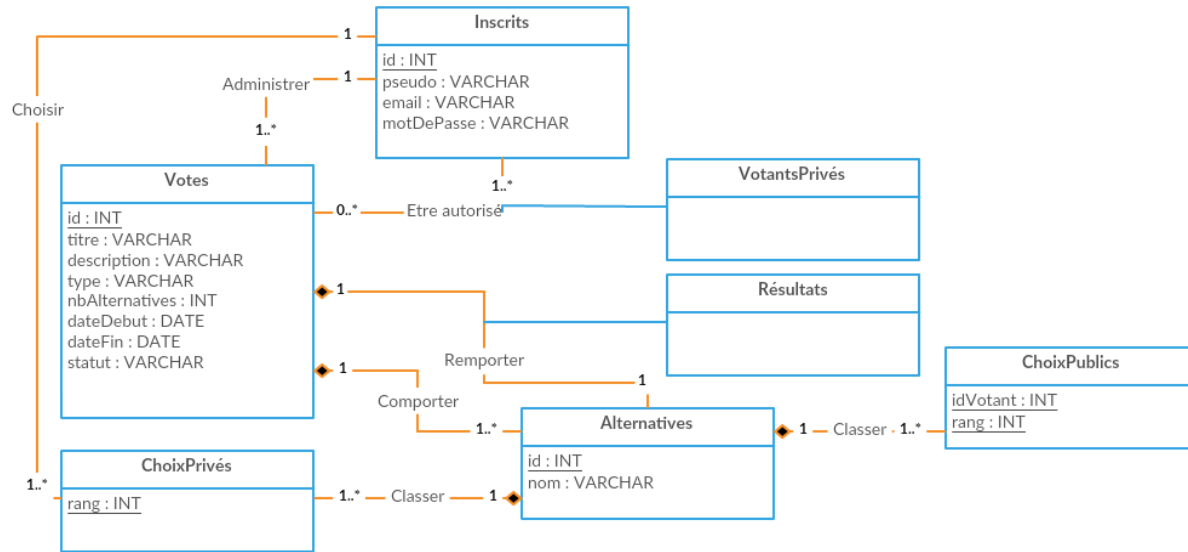 Inscrits
id : INT
pseudo : VARCHAR
email : VARCHAR
motDePasse : VARCHAR
1
1
Administrer
Choisir
1..*
1..*
Votes
id : INT
titre : VARCHAR
description : VARCHAR
type : VARCHAR
nbAlternatives : INT
dateDebut : DATE
dateFin : DATE
statut : VARCHAR
0..*
Etre autorisé
VotantsPrivés
Résultats
1
Remporter
1
1
Comporter
1..*
Alternatives
id : INT
nom : VARCHAR
1
Classer
1..*
ChoixPublics
idVotant : INT
rang : INT
ChoixPrivés
rang : INT
1..*
1..*
Classer
1